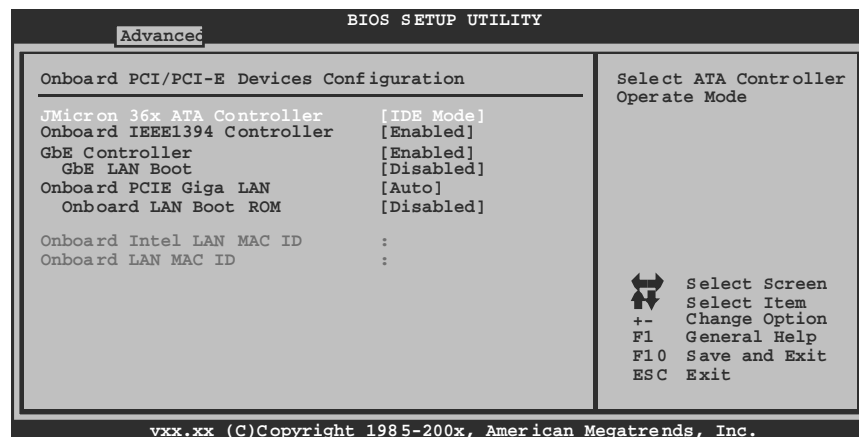 BIOS SETUP UTILITY
Advanced
Onboard PCI/PCI-E Devices Configuration
JMicron 36x ATA Controller [IDE Mode]
Onboard IEEE1394 Controller [Enabled]
GbE Controller [Enabled]
GbE LAN Boot [Disabled]
Onboard PCIE Giga LAN [Auto]
Onboard LAN Boot ROM [Disabled]
Onboard Intel LAN MAC ID :
Onboard LAN MAC ID :
Select ATA Controller
Operate Mode
Select Screen
Select Item
+- Change Option
F1 General Help
F10 Save and Exit
ESC Exit
vxx.xx (C)Copyright 1985-200x, American Megatrends, Inc.